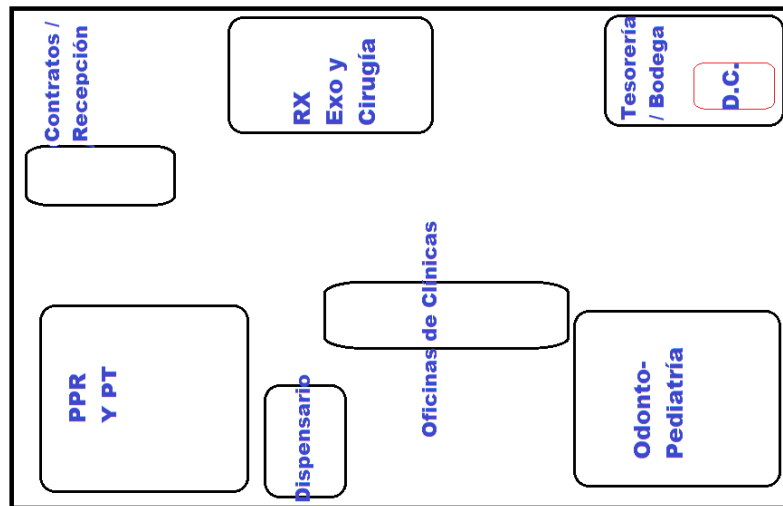 Contratos /
Recepción
RX
Exo y
Cirugía
Tesorería
/ Bodega
D.C.
PPR
Y PT
Dispensario
Oficinas de Clínicas
Odonto-
Pediatría